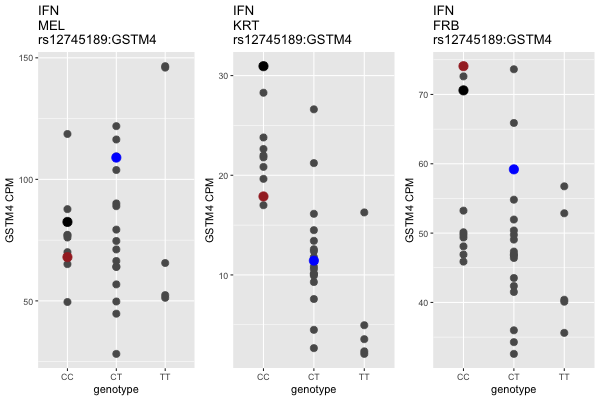 IFN
MEL
rs12745189:GSTM4
150
100
50
GSTM4 CPM
CC
CT
TT
genotype
IFN
KRT
rs12745189:GSTM4
30
20
10
GSTM4 CPM
CC
CT
TT
genotype
IFN
FRB
rs12745189:GSTM4
70
60
50
40
GSTM4 CPM
CC
CT
TT
genotype